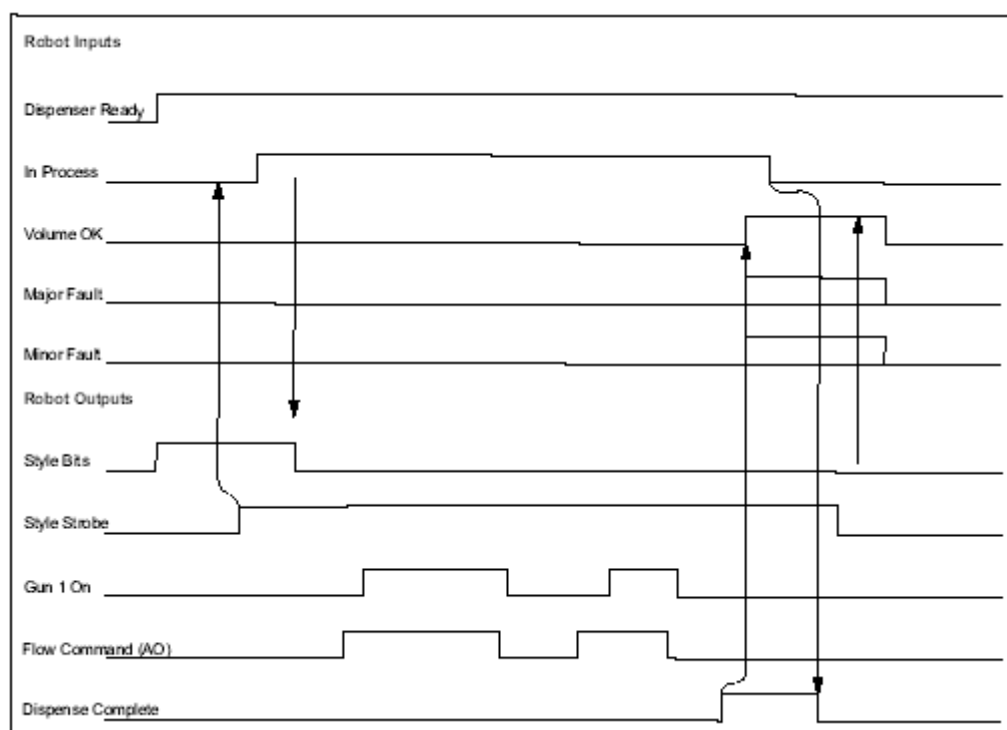 Robot Inputs
Dispenser Ready
In Process
Volume OK
Major Fault
Minor Fault
Robot Outputs
Style Bits
Style Strobe
Gun 1 On
Flow Command (AO)
Dispense Complete